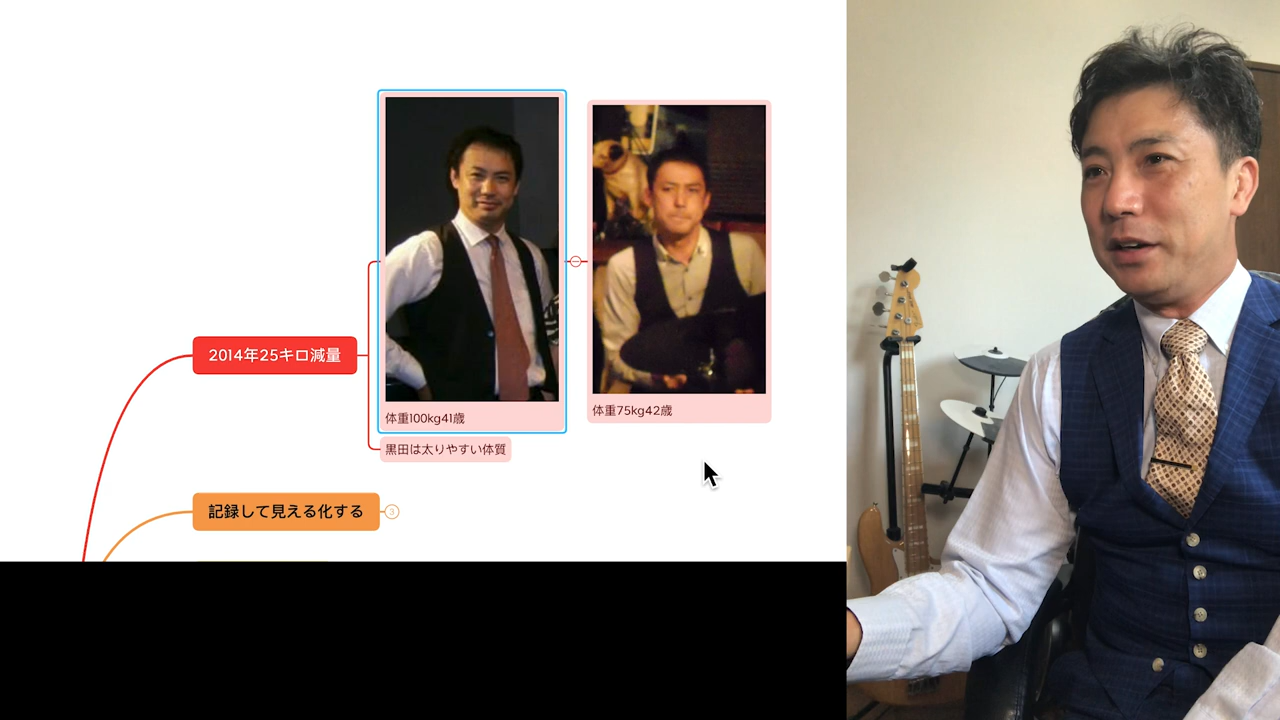 2014年25キロ減量
体重100kg41歳
体重75kg42歳
黒田は太りやすい体質
記録して見える化する
3